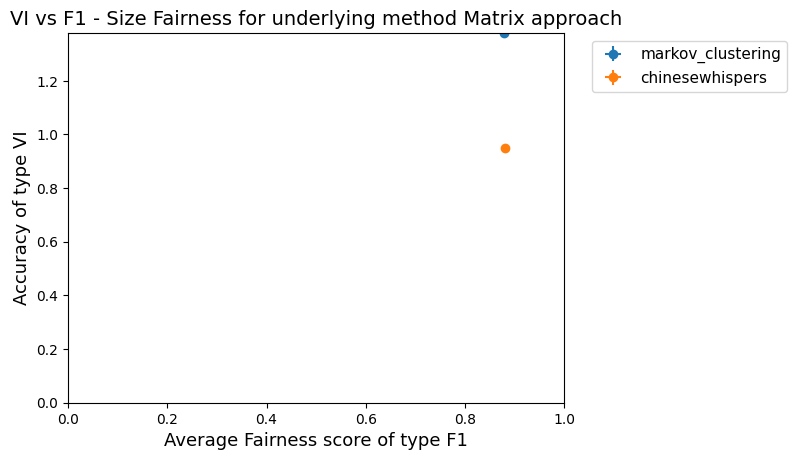 VI vs F1 - Size Fairness for underlying method Matrix approach
markov_clustering
chinesewhispers
Accuracy of type VI
1.2
1.0
0.8
0.6
0.4
0.2
0.0
0.0 0.2 0.4 0.6 0.8 1.0
Average Fairness score of type F1